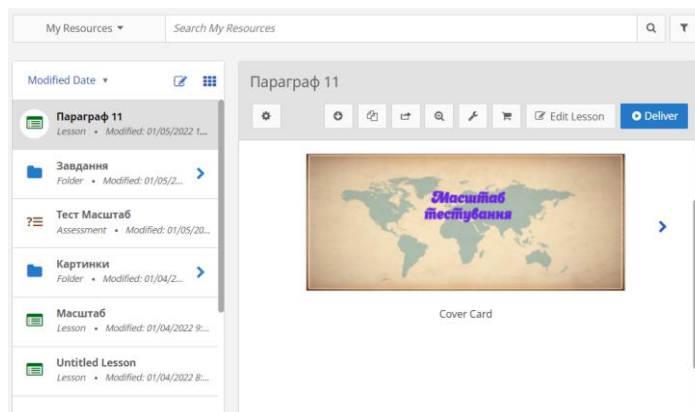 My Resources
Search My Resources
Modified Date
Параграф 11
Lesson • Modified: 01/05/2022 1...
Завдання
Folder • Modified: 01/05/2...
Тест Масштаб
Assessment • Modified: 01/05/20...
Картинки
Folder • Modified: 01/04/2...
Масштаб
Lesson • Modified: 01/04/2022 9:...
Untitled Lesson
Lesson • Modified: 01/04/2022 8:...
Параграф 11
Edit Lesson
Deliver
Масштаб
тестування
Cover Card